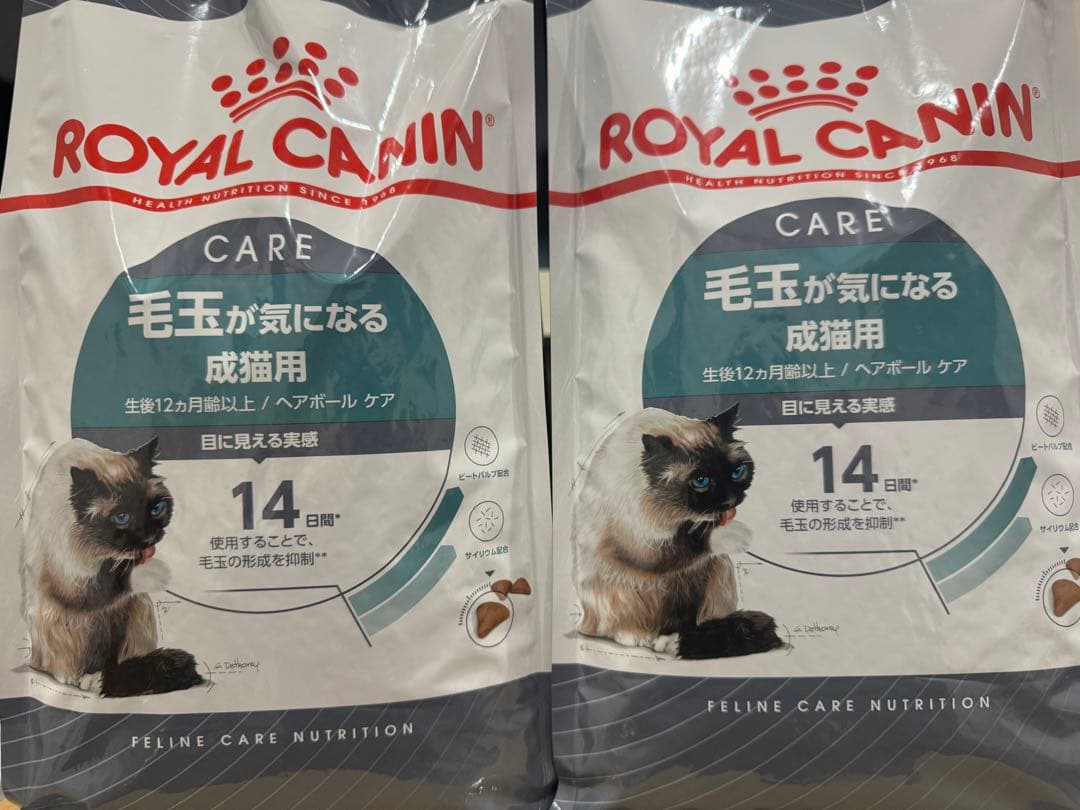 ROYAL CANIN®
HEALTH NUTRITION SINCE 1968
CARE
毛玉が気になる
成猫用
生後12ヵ月齢以上 / ヘアボール ケア
目に見える実感
14日間*
使用することで、
毛玉の形成を抑制**
ビートパルプ配合
サイリウム配合
G Dethorey
FELINE CARE NUTRITION
ROYAL CANIN®
HEALTH NUTRITION SINCE 1968
CARE
毛玉が気になる
成猫用
生後12ヵ月齢以上 / ヘアボール ケア
目に見える実感
14日間*
使用することで、
毛玉の形成を抑制**
ビートパルプ配合
サイリウム配合
G Dethorey
FELINE CARE NUTRITION